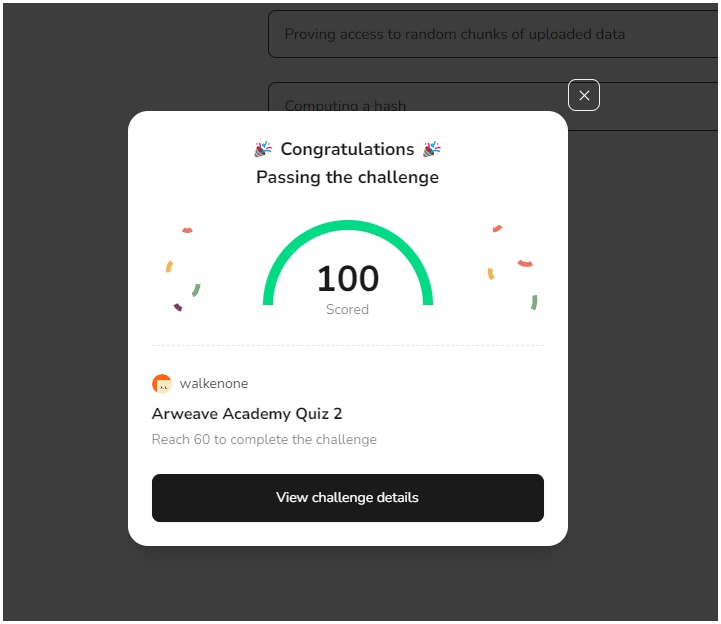 Proving access to random chunks of uploaded data
Computing a hash
Congratulations
Passing the challenge
100
Scored
walkenone
Arweave Academy Quiz 2
Reach 60 to complete the challenge
View challenge details